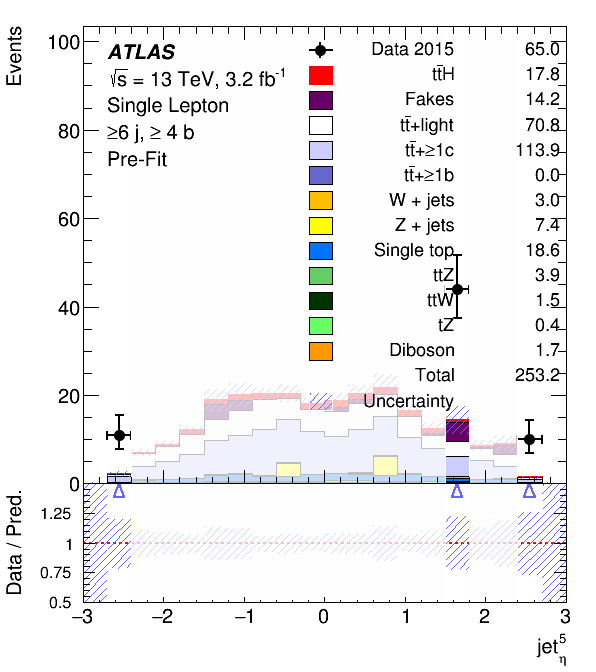 Events
100
80
60
40
20
0
ATLAS
√s = 13 TeV, 3.2 fb⁻¹
Single Lepton
≥6 j, ≥ 4 b
Pre-Fit
Data 2015 65.0
tt̄H 17.8
Fakes 14.2
tt̄+light 70.8
tt̄+≥1c 113.9
tt̄+≥1b 0.0
W + jets 3.0
Z + jets 7.4
Single top 18.6
ttZ 3.9
ttW 1.5
tZ 0.4
Diboson 1.7
Total 253.2
Uncertainty
Data / Pred.
1.25
1
0.75
0.5
−3 −2 −1 0 1 2 3
jet⁵η